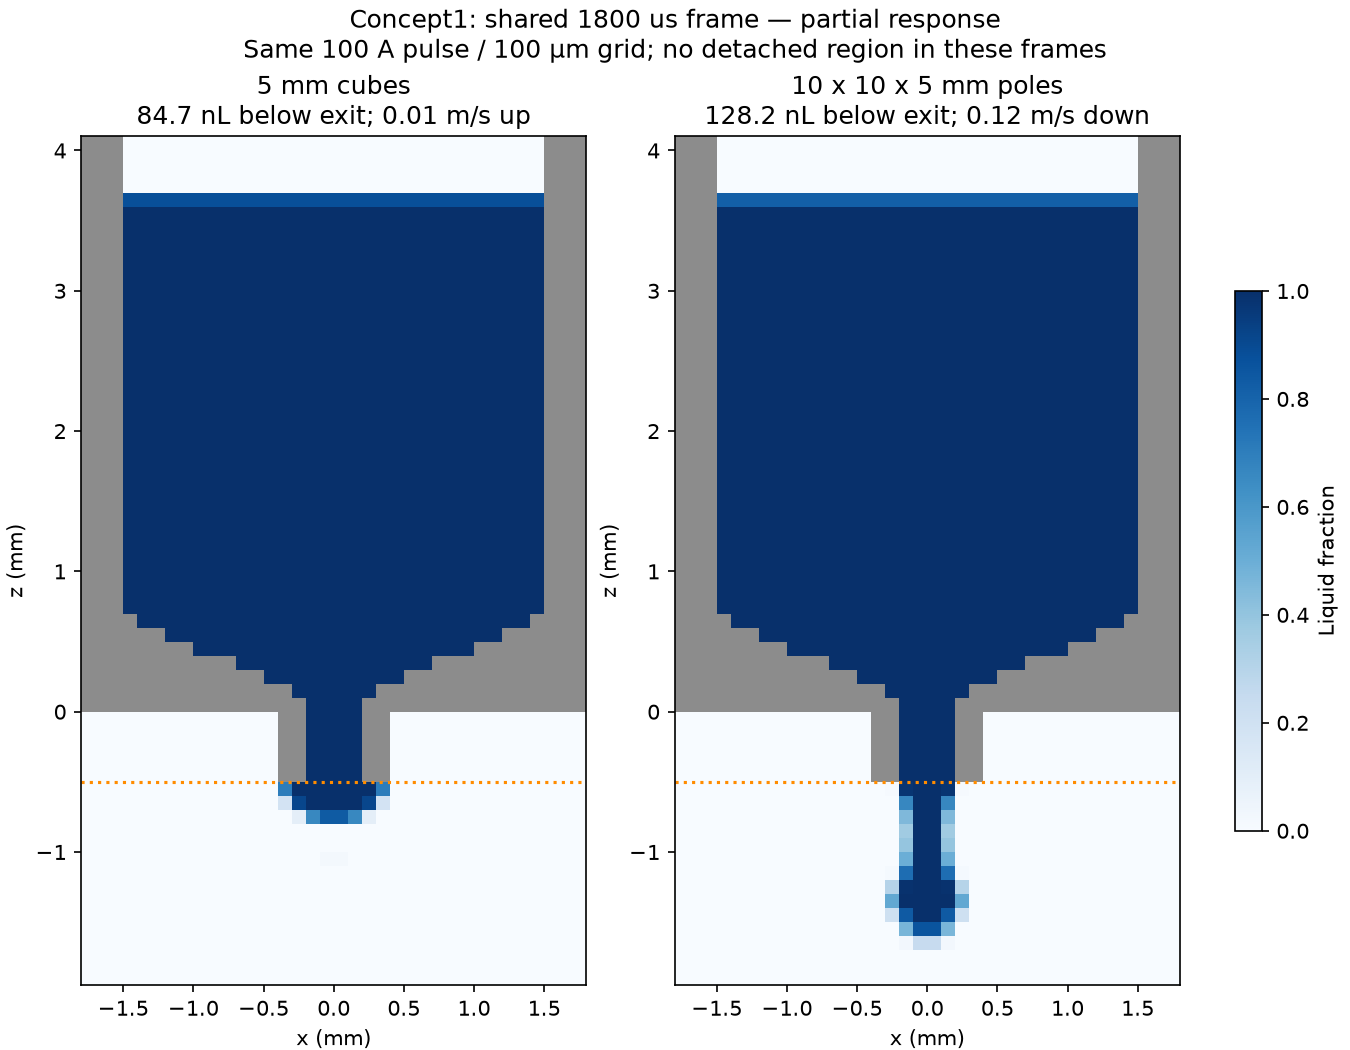 Concept1: shared 1800 us frame — partial response
Same 100 A pulse / 100 µm grid; no detached region in these frames
5 mm cubes
84.7 nL below exit; 0.01 m/s up
10 x 10 x 5 mm poles
128.2 nL below exit; 0.12 m/s down
4
3
2
1
0
−1
z (mm)
−1.5 −1.0 −0.5 0.0 0.5 1.0 1.5
x (mm)
4
3
2
1
0
−1
z (mm)
−1.5 −1.0 −0.5 0.0 0.5 1.0 1.5
x (mm)
1.0
0.8
0.6
0.4
0.2
0.0
Liquid fraction